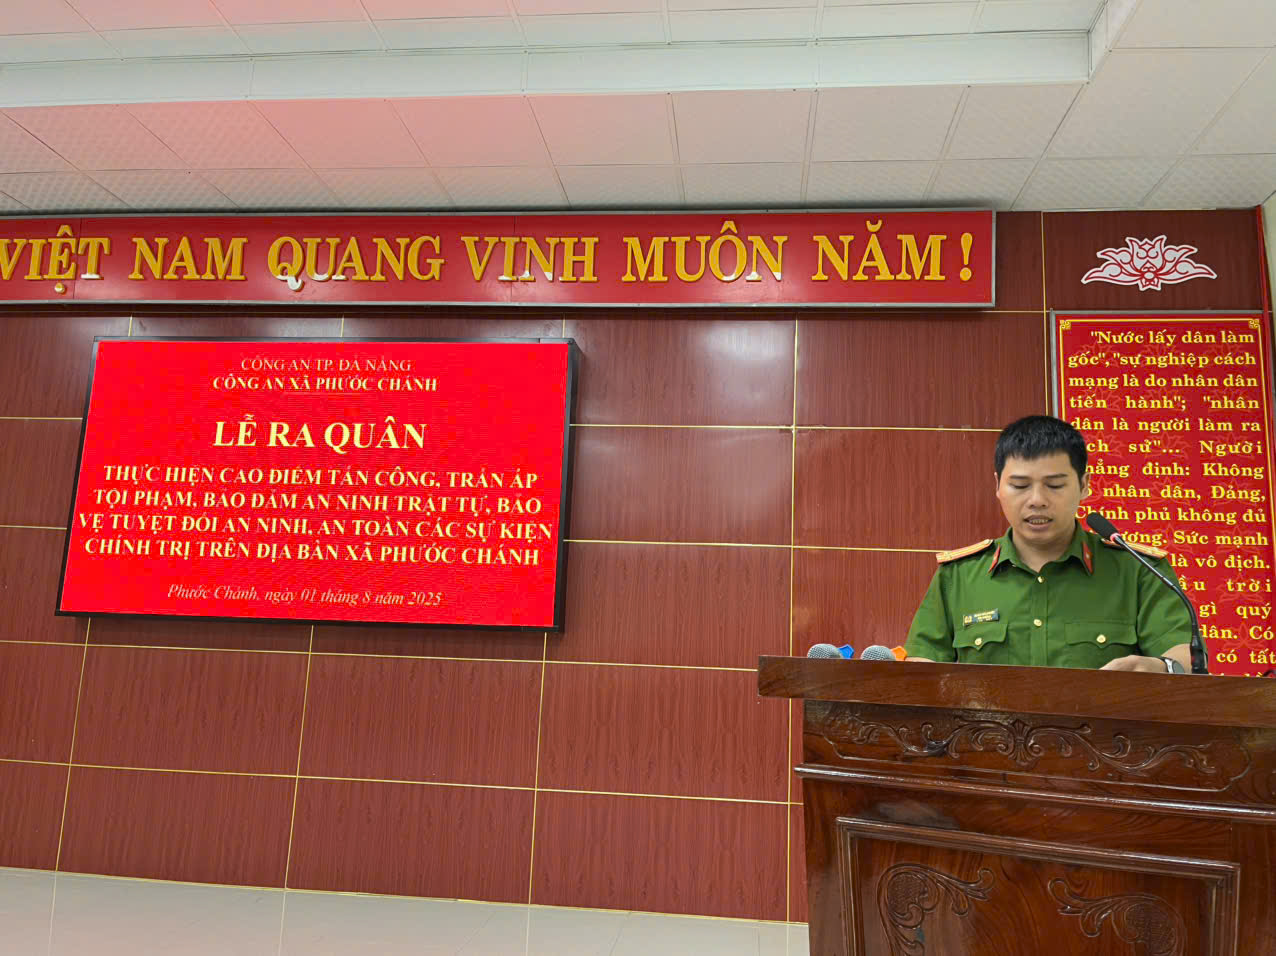 VIỆT NAM QUANG VINH MUÔN NĂM!
CÔNG AN TP. ĐÀ NẴNG
CÔNG AN XÃ PHƯỚC CHÁNH
LỄ RA QUÂN
THỰC HIỆN CAO ĐIỂM TẤN CÔNG, TRẤN ÁP
TỘI PHẠM, BẢO ĐẢM AN NINH TRẬT TỰ, BẢO
VỆ TUYỆT ĐỐI AN NINH, AN TOÀN CÁC SỰ KIỆN
CHÍNH TRỊ TRÊN ĐỊA BÀN XÃ PHƯỚC CHÁNH
Phước Chánh, ngày 01 tháng 8 năm 2025
"Nước lấy dân làm
gốc", "sự nghiệp cách
mạng là do nhân dân
tiến hành"; "nhân
dân là người làm ra
sử"... Người
định: Không
nhân dân, Đảng,
Chính phủ không đủ
Sức mạnh
là vô địch.
trời
gì quý
dân. Có
có tất